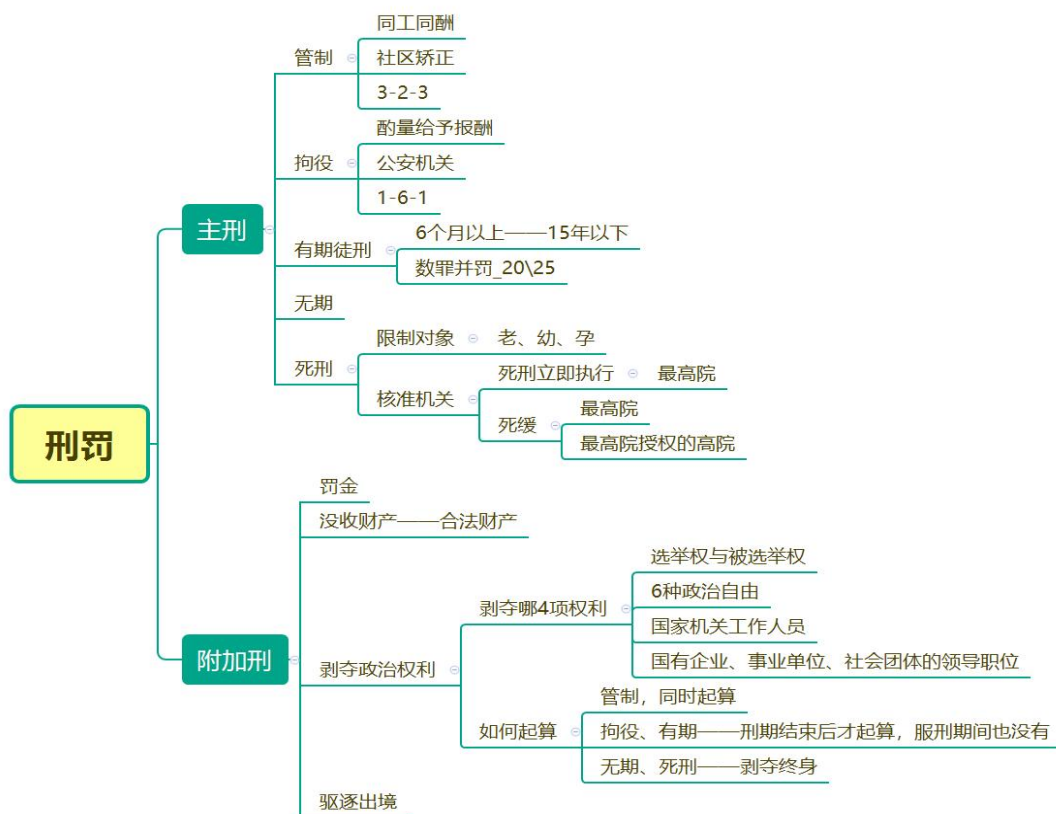 刑罚
主刑
管制
同工同酬
社区矫正
3-2-3
拘役
酌量给予报酬
公安机关
1-6-1
有期徒刑
6个月以上——15年以下
数罪并罚_20\25
无期
死刑
限制对象
老、幼、孕
核准机关
死刑立即执行
最高院
死缓
最高院
最高院授权的高院
附加刑
罚金
没收财产——合法财产
剥夺政治权利
剥夺哪4项权利
选举权与被选举权
6种政治自由
国家机关工作人员
国有企业、事业单位、社会团体的领导职位
如何起算
管制，同时起算
拘役、有期——刑期结束后才起算，服刑期间也没有
无期、死刑——剥夺终身
驱逐出境